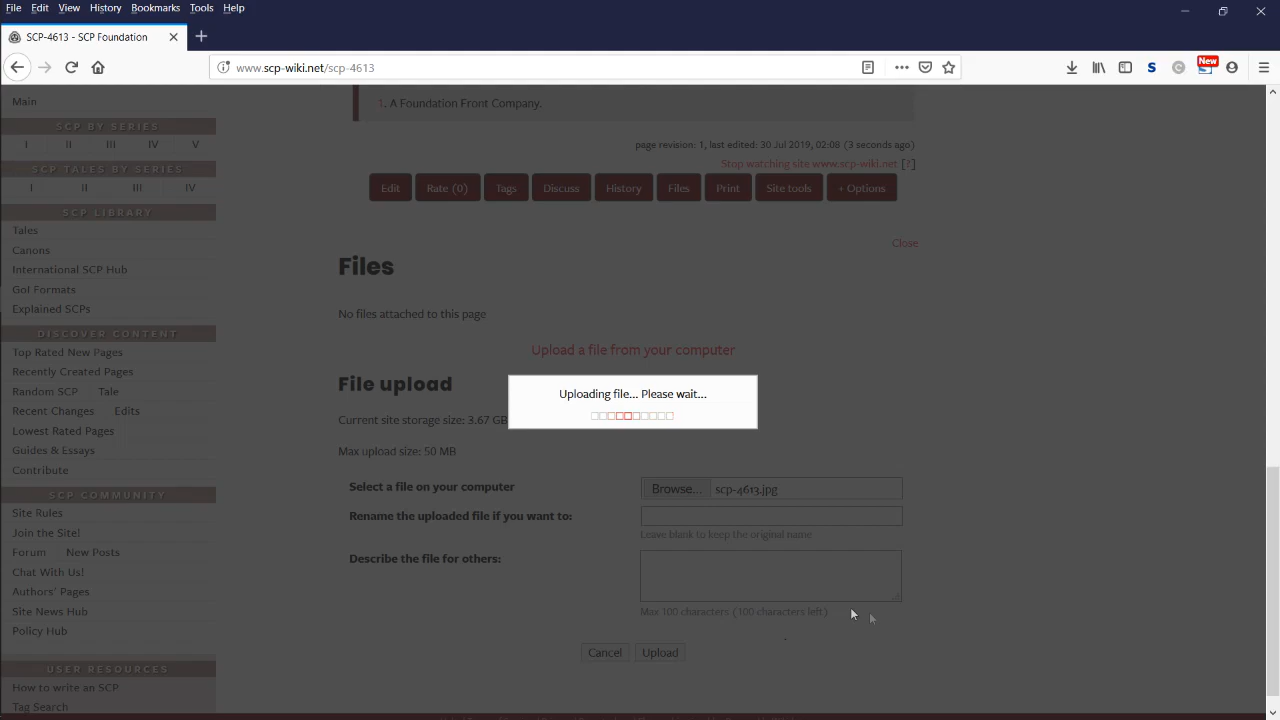 File Edit View History Bookmarks Tools Help
SCP-4613 - SCP Foundation
www.scp-wiki.net/scp-4613
New
S
C
Main
SCP BY SERIES
I II III IV V
SCP TALES BY SERIES
I II III IV
SCP LIBRARY
Tales
Canons
International SCP Hub
GoI Formats
Explained SCPs
DISCOVER CONTENT
Top Rated New Pages
Recently Created Pages
Random SCP Tale
Recent Changes Edits
Lowest Rated Pages
Guides & Essays
Contribute
SCP COMMUNITY
Site Rules
Join the Site!
Forum New Posts
Chat With Us!
Authors' Pages
Site News Hub
Policy Hub
USER RESOURCES
How to write an SCP
Tag Search
1. A Foundation Front Company.
page revision: 1, last edited: 30 Jul 2019, 02:08 (3 seconds ago)
Stop watching site www.scp-wiki.net [?]
Edit Rate (0) Tags Discuss History Files Print Site tools + Options
Close
Files
No files attached to this page
Upload a file from your computer
File upload
Uploading file... Please wait...
Current site storage size: 3.67 GB
Max upload size: 50 MB
Select a file on your computer Browse... scp-4613.jpg
Rename the uploaded file if you want to:
Leave blank to keep the original name
Describe the file for others:
Max 100 characters (100 characters left)
Cancel Upload